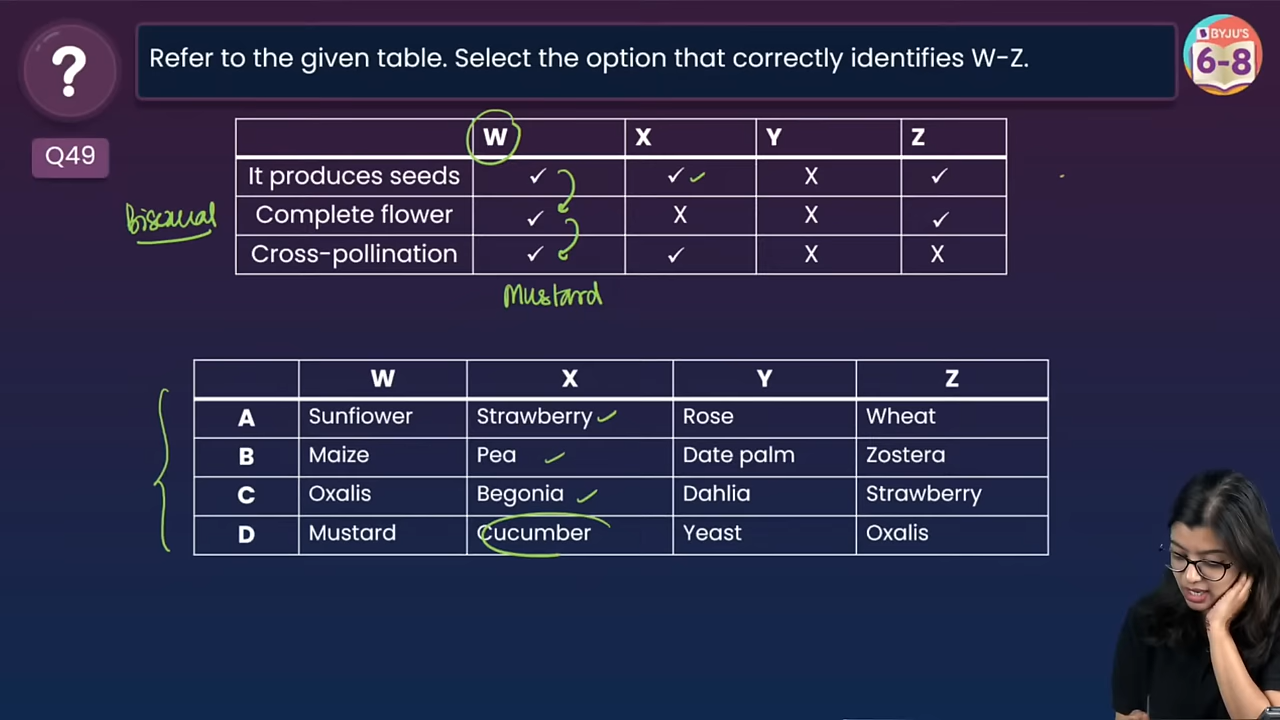 ? Refer to the given table. Select the option that correctly identifies W-Z.
BYJU'S
6-8
Q49
W X Y Z
It produces seeds ✓ ✓ ✓ X ✓
Bisexual Complete flower ✓ X X ✓
Cross-pollination ✓ ✓ X X
Mustard
W X Y Z
A Sunflower Strawberry ✓ Rose Wheat
B Maize Pea ✓ Date palm Zostera
C Oxalis Begonia ✓ Dahlia Strawberry
D Mustard Cucumber Yeast Oxalis